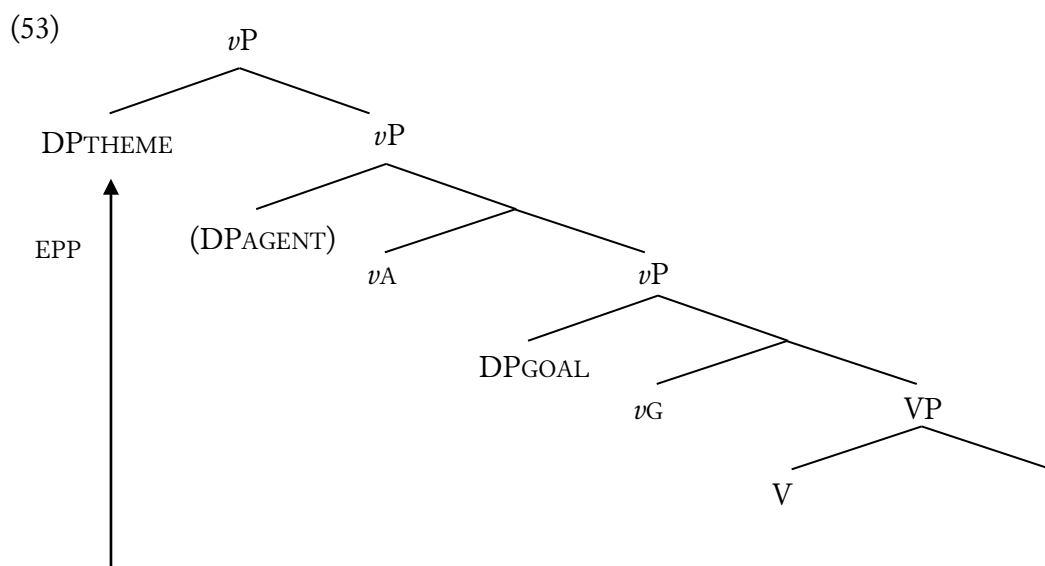 (53)
vP
DPTHEME vP
EPP (DPAGENT)
vA vP
DPGOAL
vG VP
V